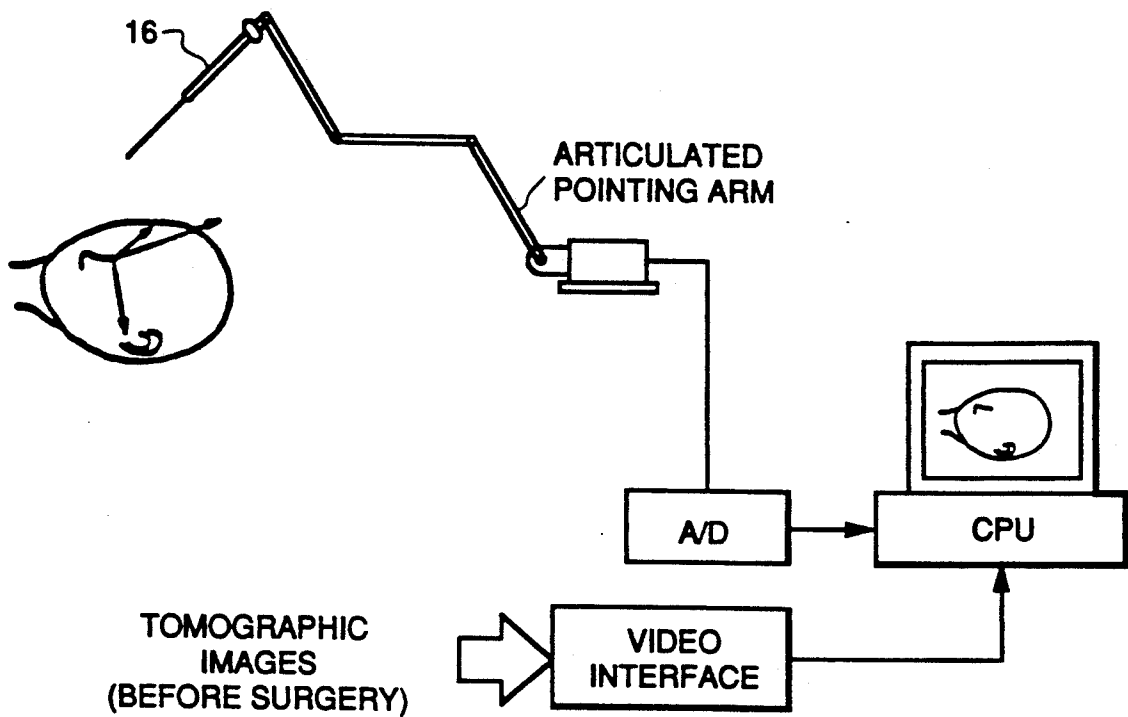 16
ARTICULATED
POINTING ARM
A/D
CPU
TOMOGRAPHIC
IMAGES
(BEFORE SURGERY)
VIDEO
INTERFACE